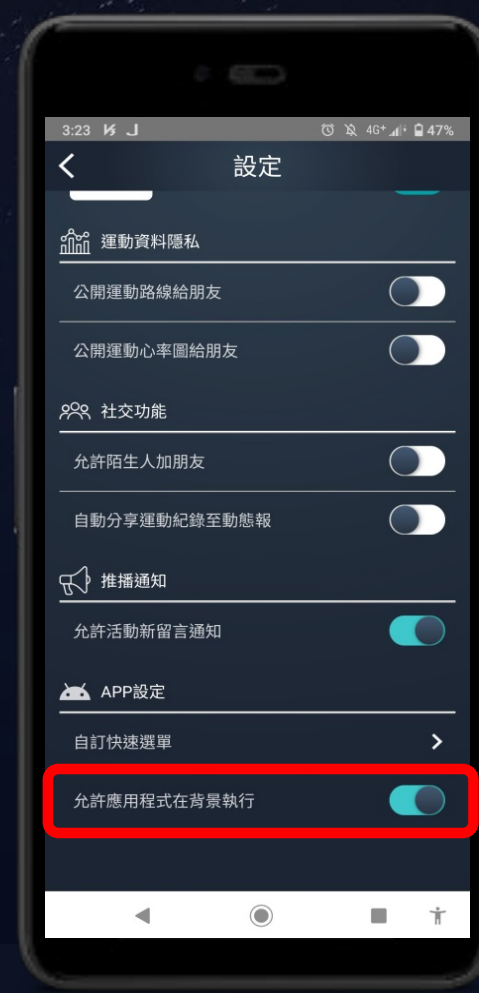 3:23 4G+ 47%
設定
運動資料隱私
公開運動路線給朋友
公開運動心率圖給朋友
社交功能
允許陌生人加朋友
自動分享運動紀錄至動態報
推播通知
允許活動新留言通知
APP設定
自訂快速選單
允許應用程式在背景執行